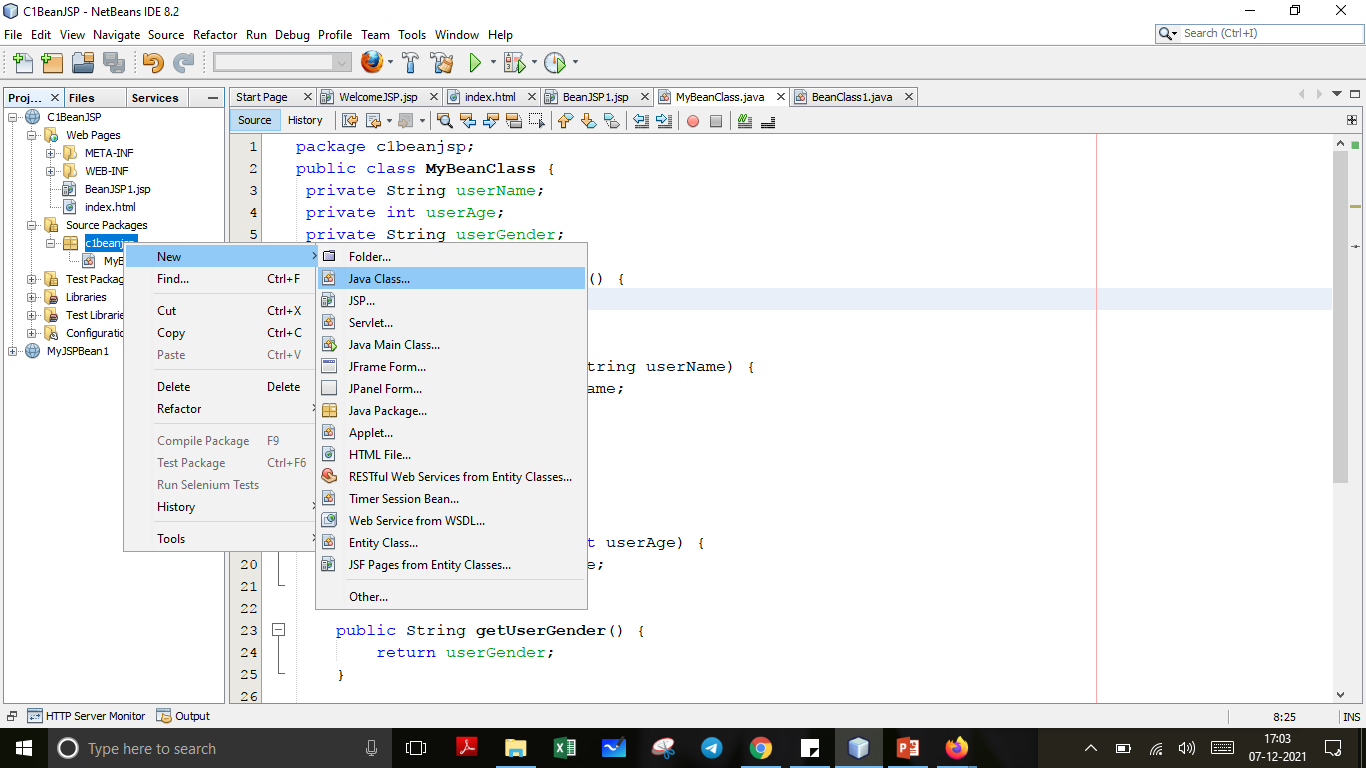 C1BeanJSP - NetBeans IDE 8.2
File Edit View Navigate Source Refactor Run Debug Profile Team Tools Window Help
Search (Ctrl+I)
Proj... Files Services
Start Page WelcomeJSP.jsp index.html BeanJSP1.jsp MyBeanClass.java BeanClass1.java
Source History
C1BeanJSP
Web Pages
META-INF
WEB-INF
BeanJSP1.jsp
index.html
Source Packages
c1beanjsp
MyB
Test Packag
Libraries
Test Librarie
Configuratio
MyJSPBean1
New
Find... Ctrl+F
Cut Ctrl+X
Copy Ctrl+C
Paste Ctrl+V
Delete Delete
Refactor
Compile Package F9
Test Package Ctrl+F6
Run Selenium Tests
History
Tools
Folder...
Java Class...
JSP...
Servlet...
Java Main Class...
JFrame Form...
JPanel Form...
Java Package...
Applet...
HTML File...
RESTful Web Services from Entity Classes...
Timer Session Bean...
Web Service from WSDL...
Entity Class...
JSF Pages from Entity Classes...
Other...
1 package c1beanjsp;
2 public class MyBeanClass {
3 private String userName;
4 private int userAge;
5 private String userGender;
() {
tring userName) {
ame;
t userAge) {
20 e;
21
22
23 public String getUserGender() {
24 return userGender;
25 }
26
HTTP Server Monitor Output
8:25 INS
Type here to search
17:03
07-12-2021